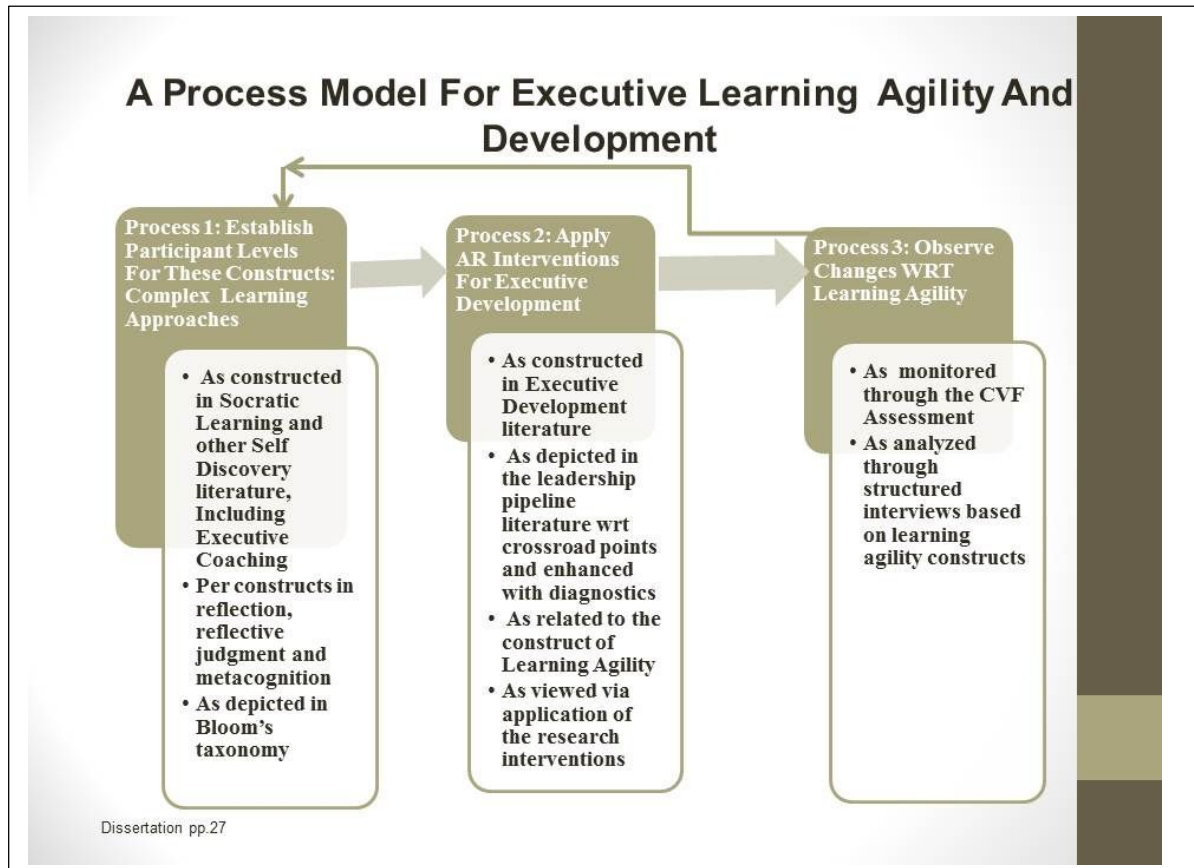 A Process Model For Executive Learning Agility And
Development
Process 1: Establish
Participant Levels
For These Constructs:
Complex Learning
Approaches
• As constructed
in Socratic
Learning and
other Self
Discovery
literature,
Including
Executive
Coaching
• Per constructs in
reflection,
reflective
judgment and
metacognition
• As depicted in
Bloom's
taxonomy
Process 2: Apply
AR Interventions
For Executive
Development
• As constructed
in Executive
Development
literature
• As depicted in
the leadership
pipeline
literature wrt
crossroad points
and enhanced
with diagnostics
• As related to the
construct of
Learning Agility
• As viewed via
application of
the research
interventions
Process 3: Observe
Changes WRT
Learning Agility
• As monitored
through the CVF
Assessment
• As analyzed
through
structured
interviews based
on learning
agility constructs
Dissertation pp.27